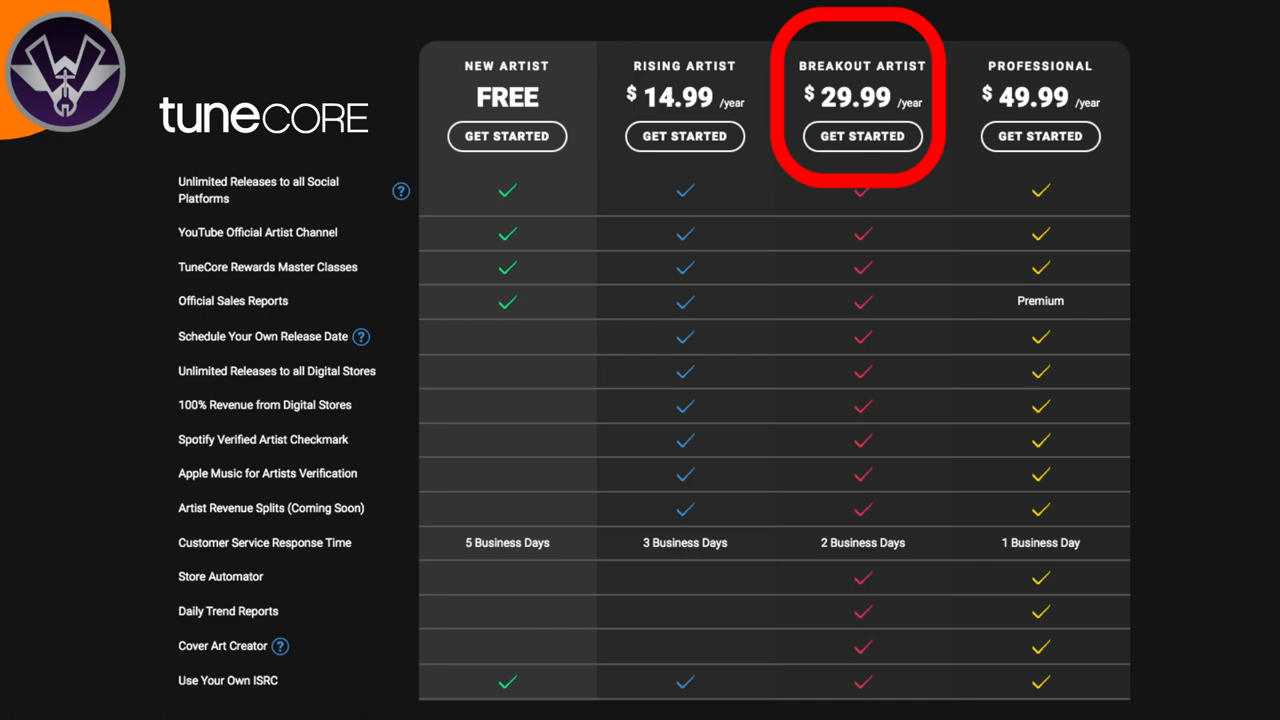 NEW ARTIST RISING ARTIST BREAKOUT ARTIST PROFESSIONAL
FREE $ 14.99 /year $ 29.99 /year $ 49.99 /year
tuneCORE
GET STARTED GET STARTED GET STARTED GET STARTED
Unlimited Releases to all Social
Platforms ?
YouTube Official Artist Channel
TuneCore Rewards Master Classes
Official Sales Reports Premium
Schedule Your Own Release Date ?
Unlimited Releases to all Digital Stores
100% Revenue from Digital Stores
Spotify Verified Artist Checkmark
Apple Music for Artists Verification
Artist Revenue Splits (Coming Soon)
Customer Service Response Time 5 Business Days 3 Business Days 2 Business Days 1 Business Day
Store Automator
Daily Trend Reports
Cover Art Creator ?
Use Your Own ISRC